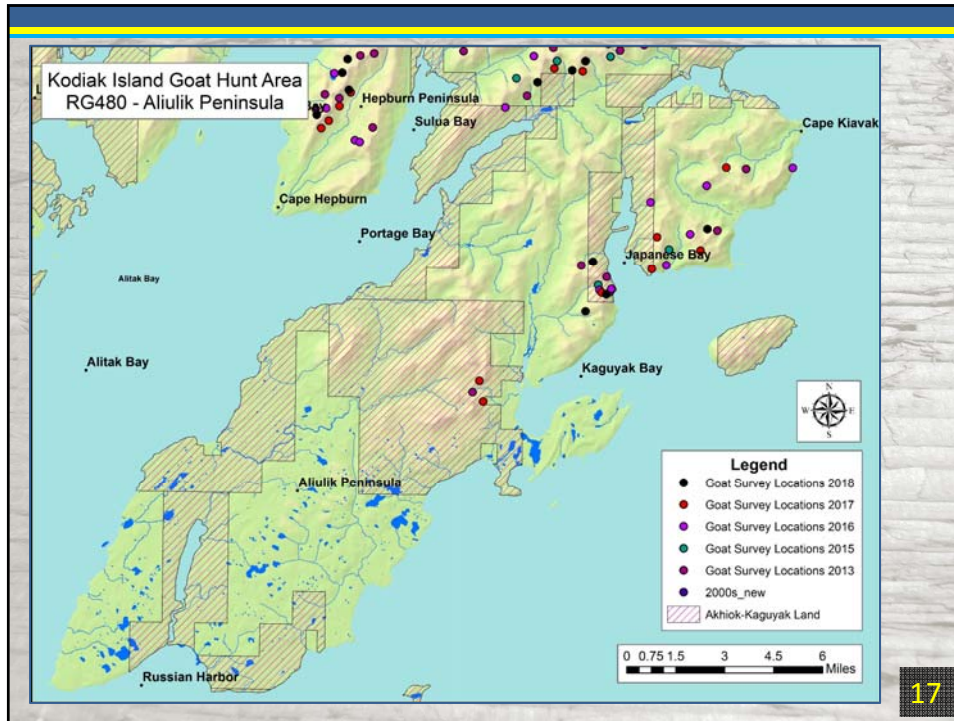 Kodiak Island Goat Hunt Area
RG480 - Aliulik Peninsula
L
Bay
Hepburn Peninsula
Sulua Bay
Cape Kiavak
Cape Hepburn
Portage Bay
Japanese Bay
Alitak Bay
Alitak Bay
Kaguyak Bay
N
W E
S
Aliulik Peninsula
Russian Harbor
Legend
Goat Survey Locations 2018
Goat Survey Locations 2017
Goat Survey Locations 2016
Goat Survey Locations 2015
Goat Survey Locations 2013
2000s_new
Akhiok-Kaguyak Land
0 0.75 1.5 3 4.5 6
Miles
17